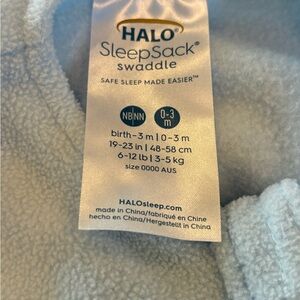 HALO®
SleepSack®
swaddle
SAFE SLEEP MADE EASIER™
NB|NN 0-3 m
birth–3 m | 0–3 m
19-23 in | 48-58 cm
6-12 lb | 3-5 kg
size 0000 AUS
HALOsleep.com
made in China/fabriqué en Chine
hecho en China/Hergestellt in China